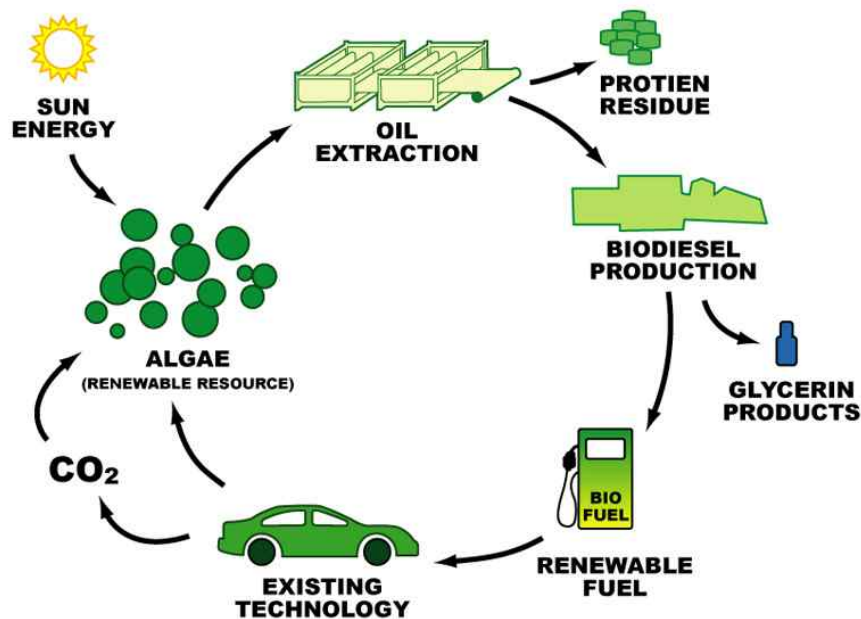 SUN
ENERGY
OIL
EXTRACTION
PROTIEN
RESIDUE
BIODIESEL
PRODUCTION
GLYCERIN
PRODUCTS
BIO
FUEL
RENEWABLE
FUEL
EXISTING
TECHNOLOGY
CO₂
ALGAE
(RENEWABLE RESOURCE)